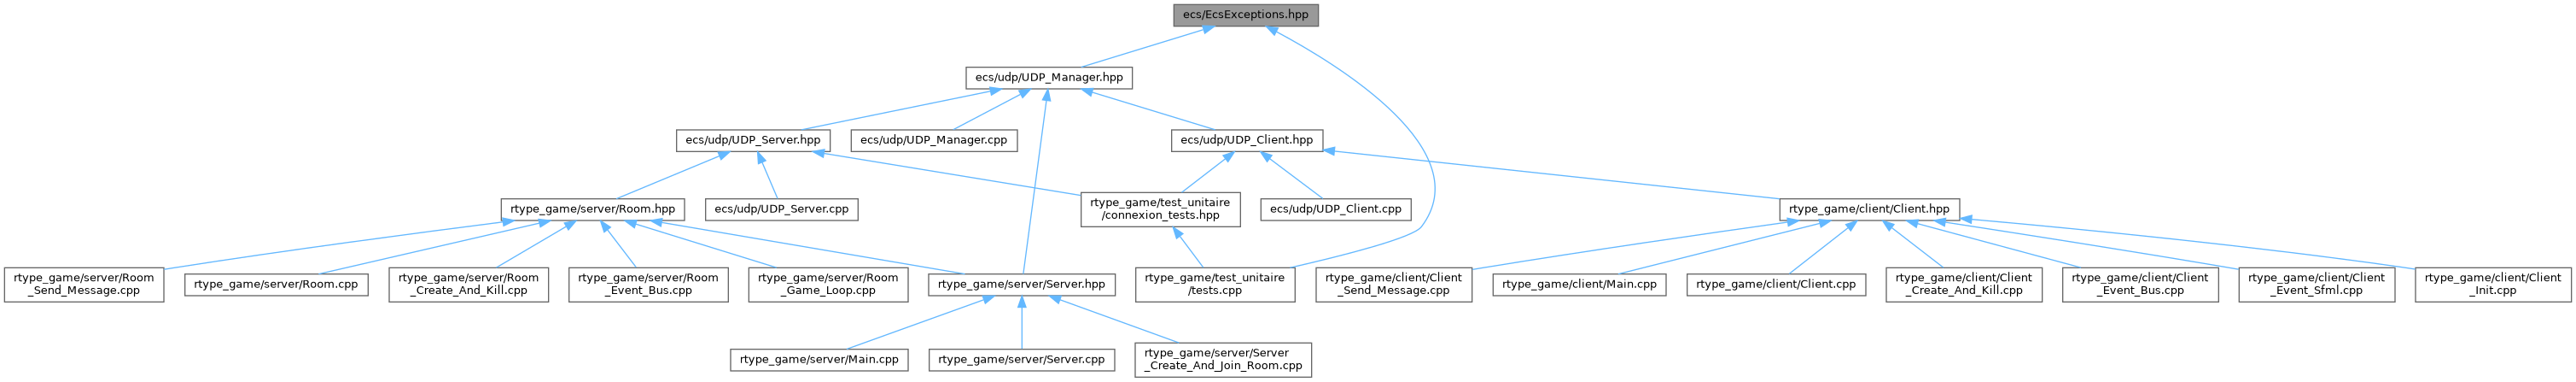 ecs/EcsExceptions.hpp
ecs/udp/UDP_Manager.hpp
ecs/udp/UDP_Server.hpp
ecs/udp/UDP_Manager.cpp
ecs/udp/UDP_Client.hpp
rtype_game/server/Room.hpp
ecs/udp/UDP_Server.cpp
rtype_game/test_unitaire
/connexion_tests.hpp
ecs/udp/UDP_Client.cpp
rtype_game/client/Client.hpp
rtype_game/server/Room
_Send_Message.cpp
rtype_game/server/Room.cpp
rtype_game/server/Room
_Create_And_Kill.cpp
rtype_game/server/Room
_Event_Bus.cpp
rtype_game/server/Room
_Game_Loop.cpp
rtype_game/server/Server.hpp
rtype_game/test_unitaire
/tests.cpp
rtype_game/client/Client
_Send_Message.cpp
rtype_game/client/Main.cpp
rtype_game/client/Client.cpp
rtype_game/client/Client
_Create_And_Kill.cpp
rtype_game/client/Client
_Event_Bus.cpp
rtype_game/client/Client
_Event_Sfml.cpp
rtype_game/client/Client
_Init.cpp
rtype_game/server/Main.cpp
rtype_game/server/Server.cpp
rtype_game/server/Server
_Create_And_Join_Room.cpp